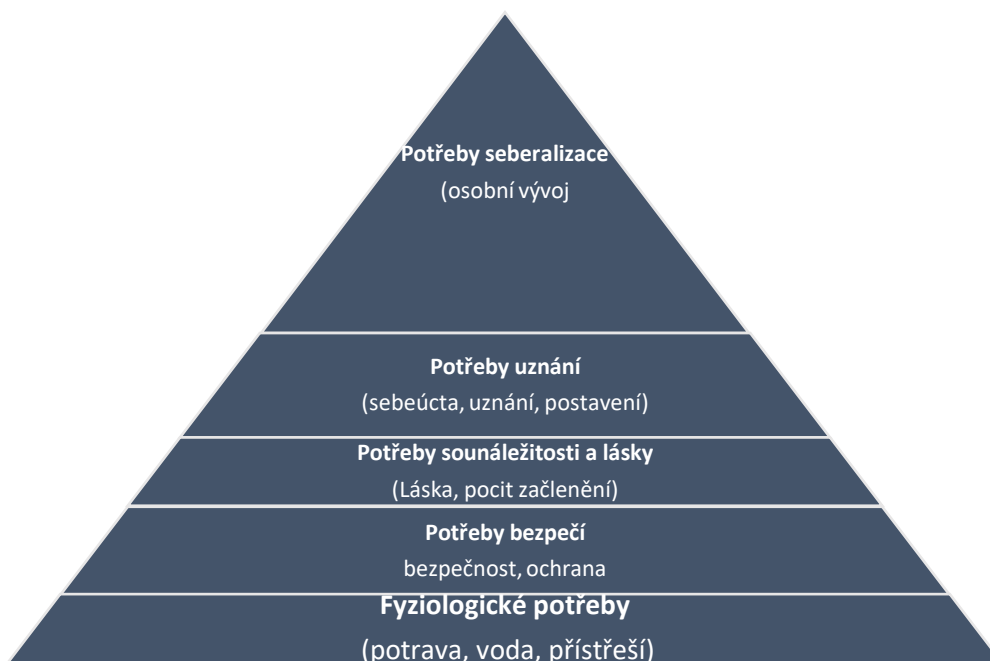 Potřeby seberalizace
(osobní vývoj
Potřeby uznání
(sebeúcta, uznání, postavení)
Potřeby sounáležitosti a lásky
(Láska, pocit začlenění)
Potřeby bezpečí
bezpečnost, ochrana
Fyziologické potřeby
(potrava, voda, přístřeší)